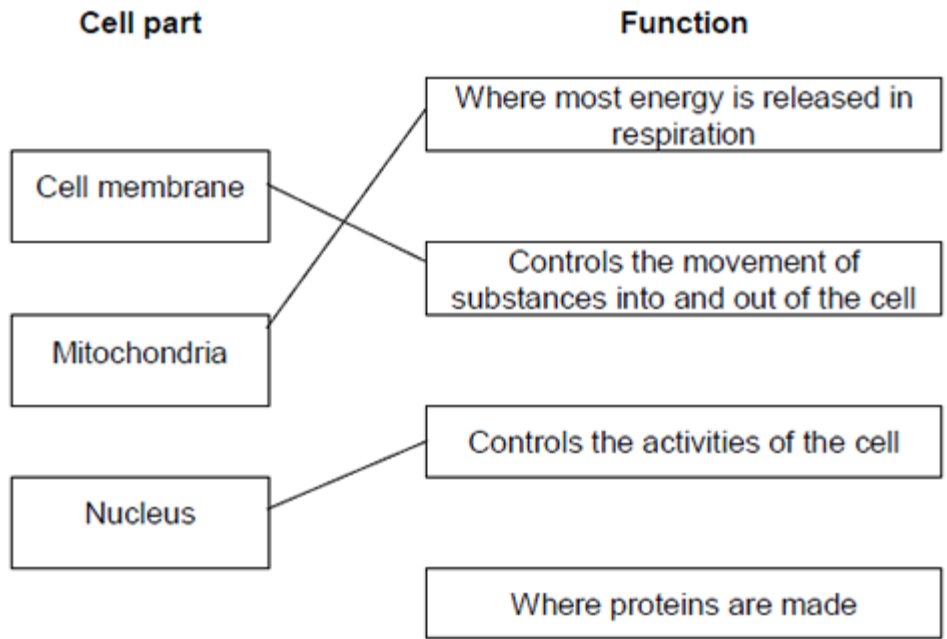 Cell part
Function
Where most energy is released in
respiration
Cell membrane
Controls the movement of
substances into and out of the cell
Mitochondria
Controls the activities of the cell
Nucleus
Where proteins are made